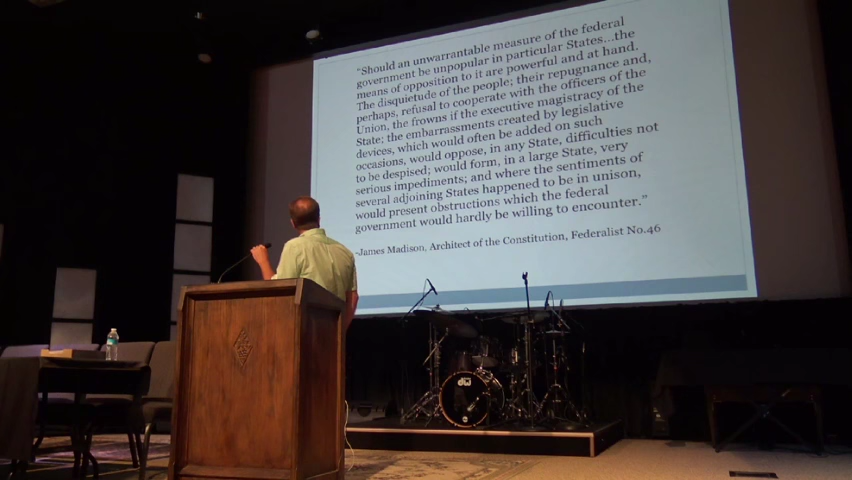 “Should an unwarrantable measure of the federal
government be unpopular in particular States...the
means of opposition to it are powerful and at hand.
The disquietude of the people; their repugnance and,
perhaps, refusal to cooperate with the officers of the
Union, the frowns if the executive magistracy of the
State; the embarrassments created by legislative
devices, which would often be added on such
occasions, would oppose, in any State, difficulties not
to be despised; would form, in a large State, very
serious impediments; and where the sentiments of
several adjoining States happened to be in unison,
would present obstructions which the federal
government would hardly be willing to encounter.”
-James Madison, Architect of the Constitution, Federalist No.46